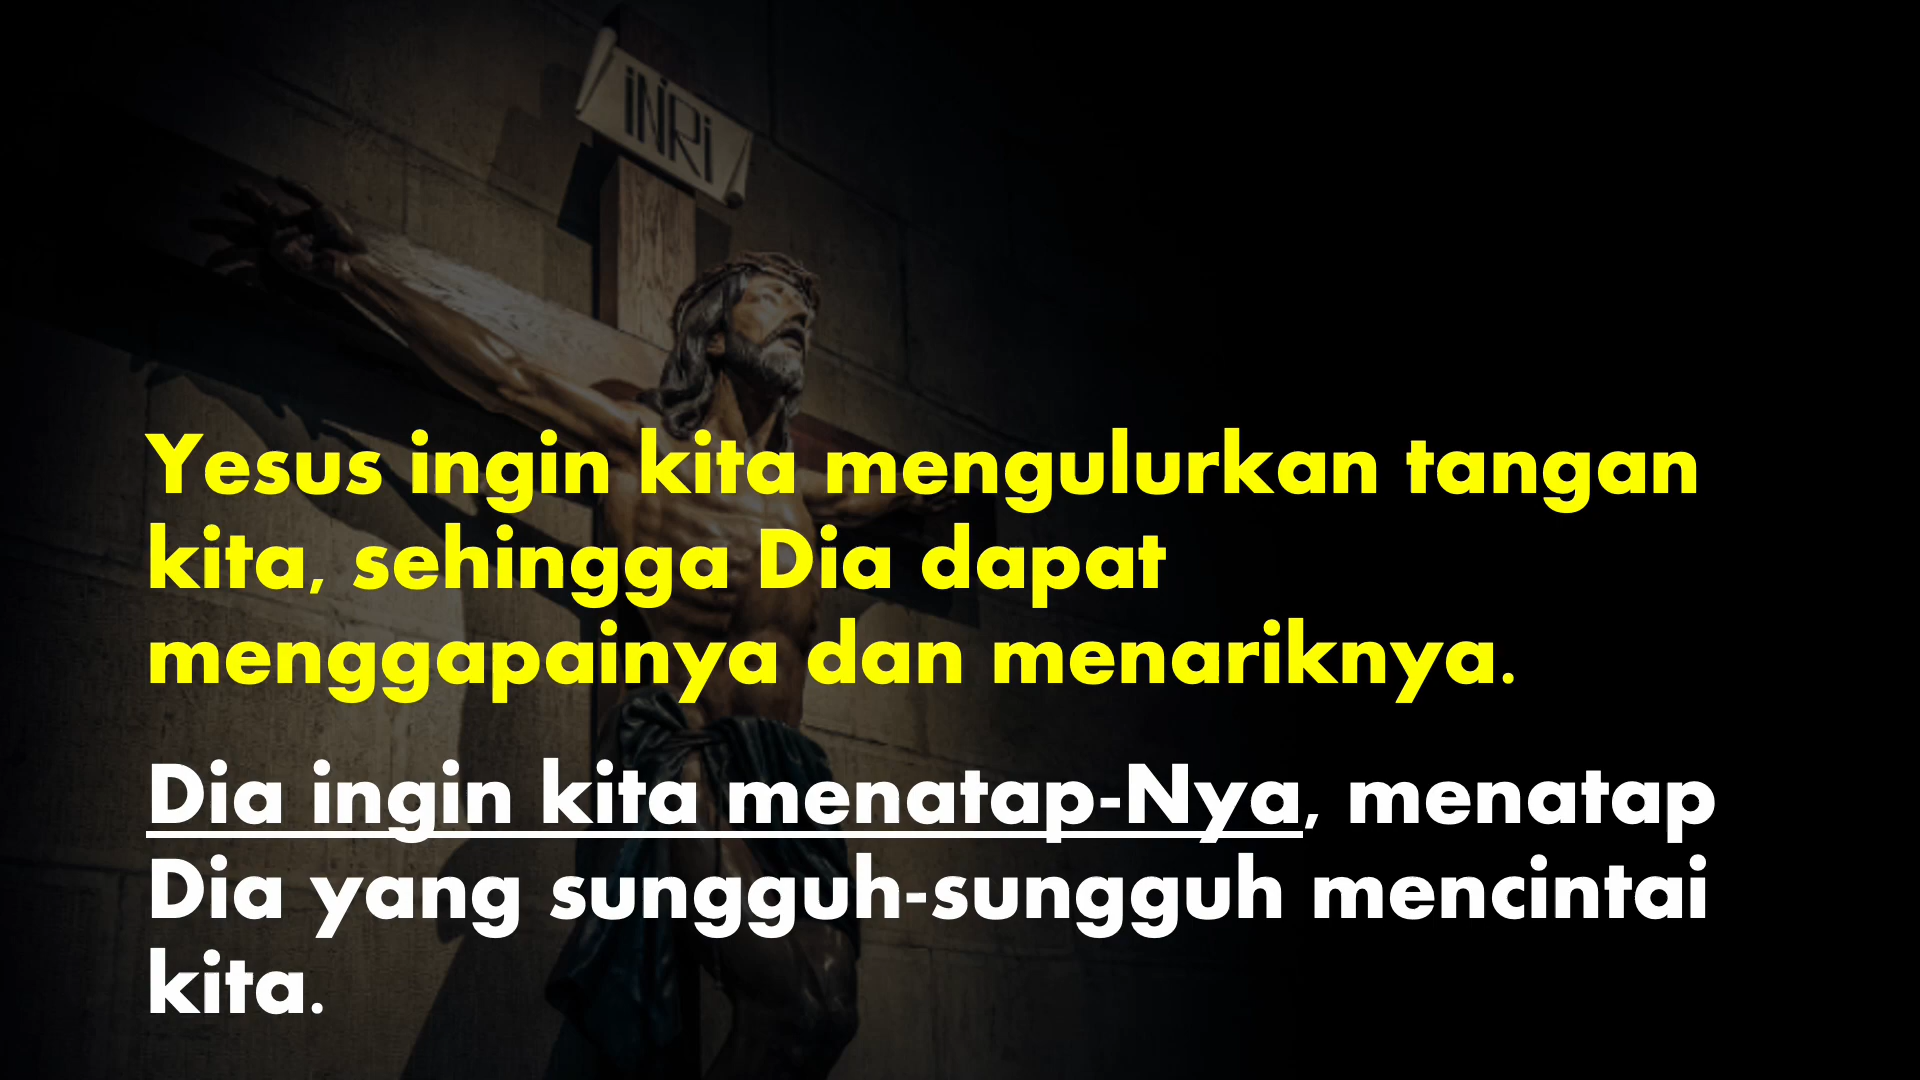 INRI
Yesus ingin kita mengulurkan tangan
kita, sehingga Dia dapat
menggapainya dan menariknya.
Dia ingin kita menatap-Nya, menatap
Dia yang sungguh-sungguh mencintai
kita.